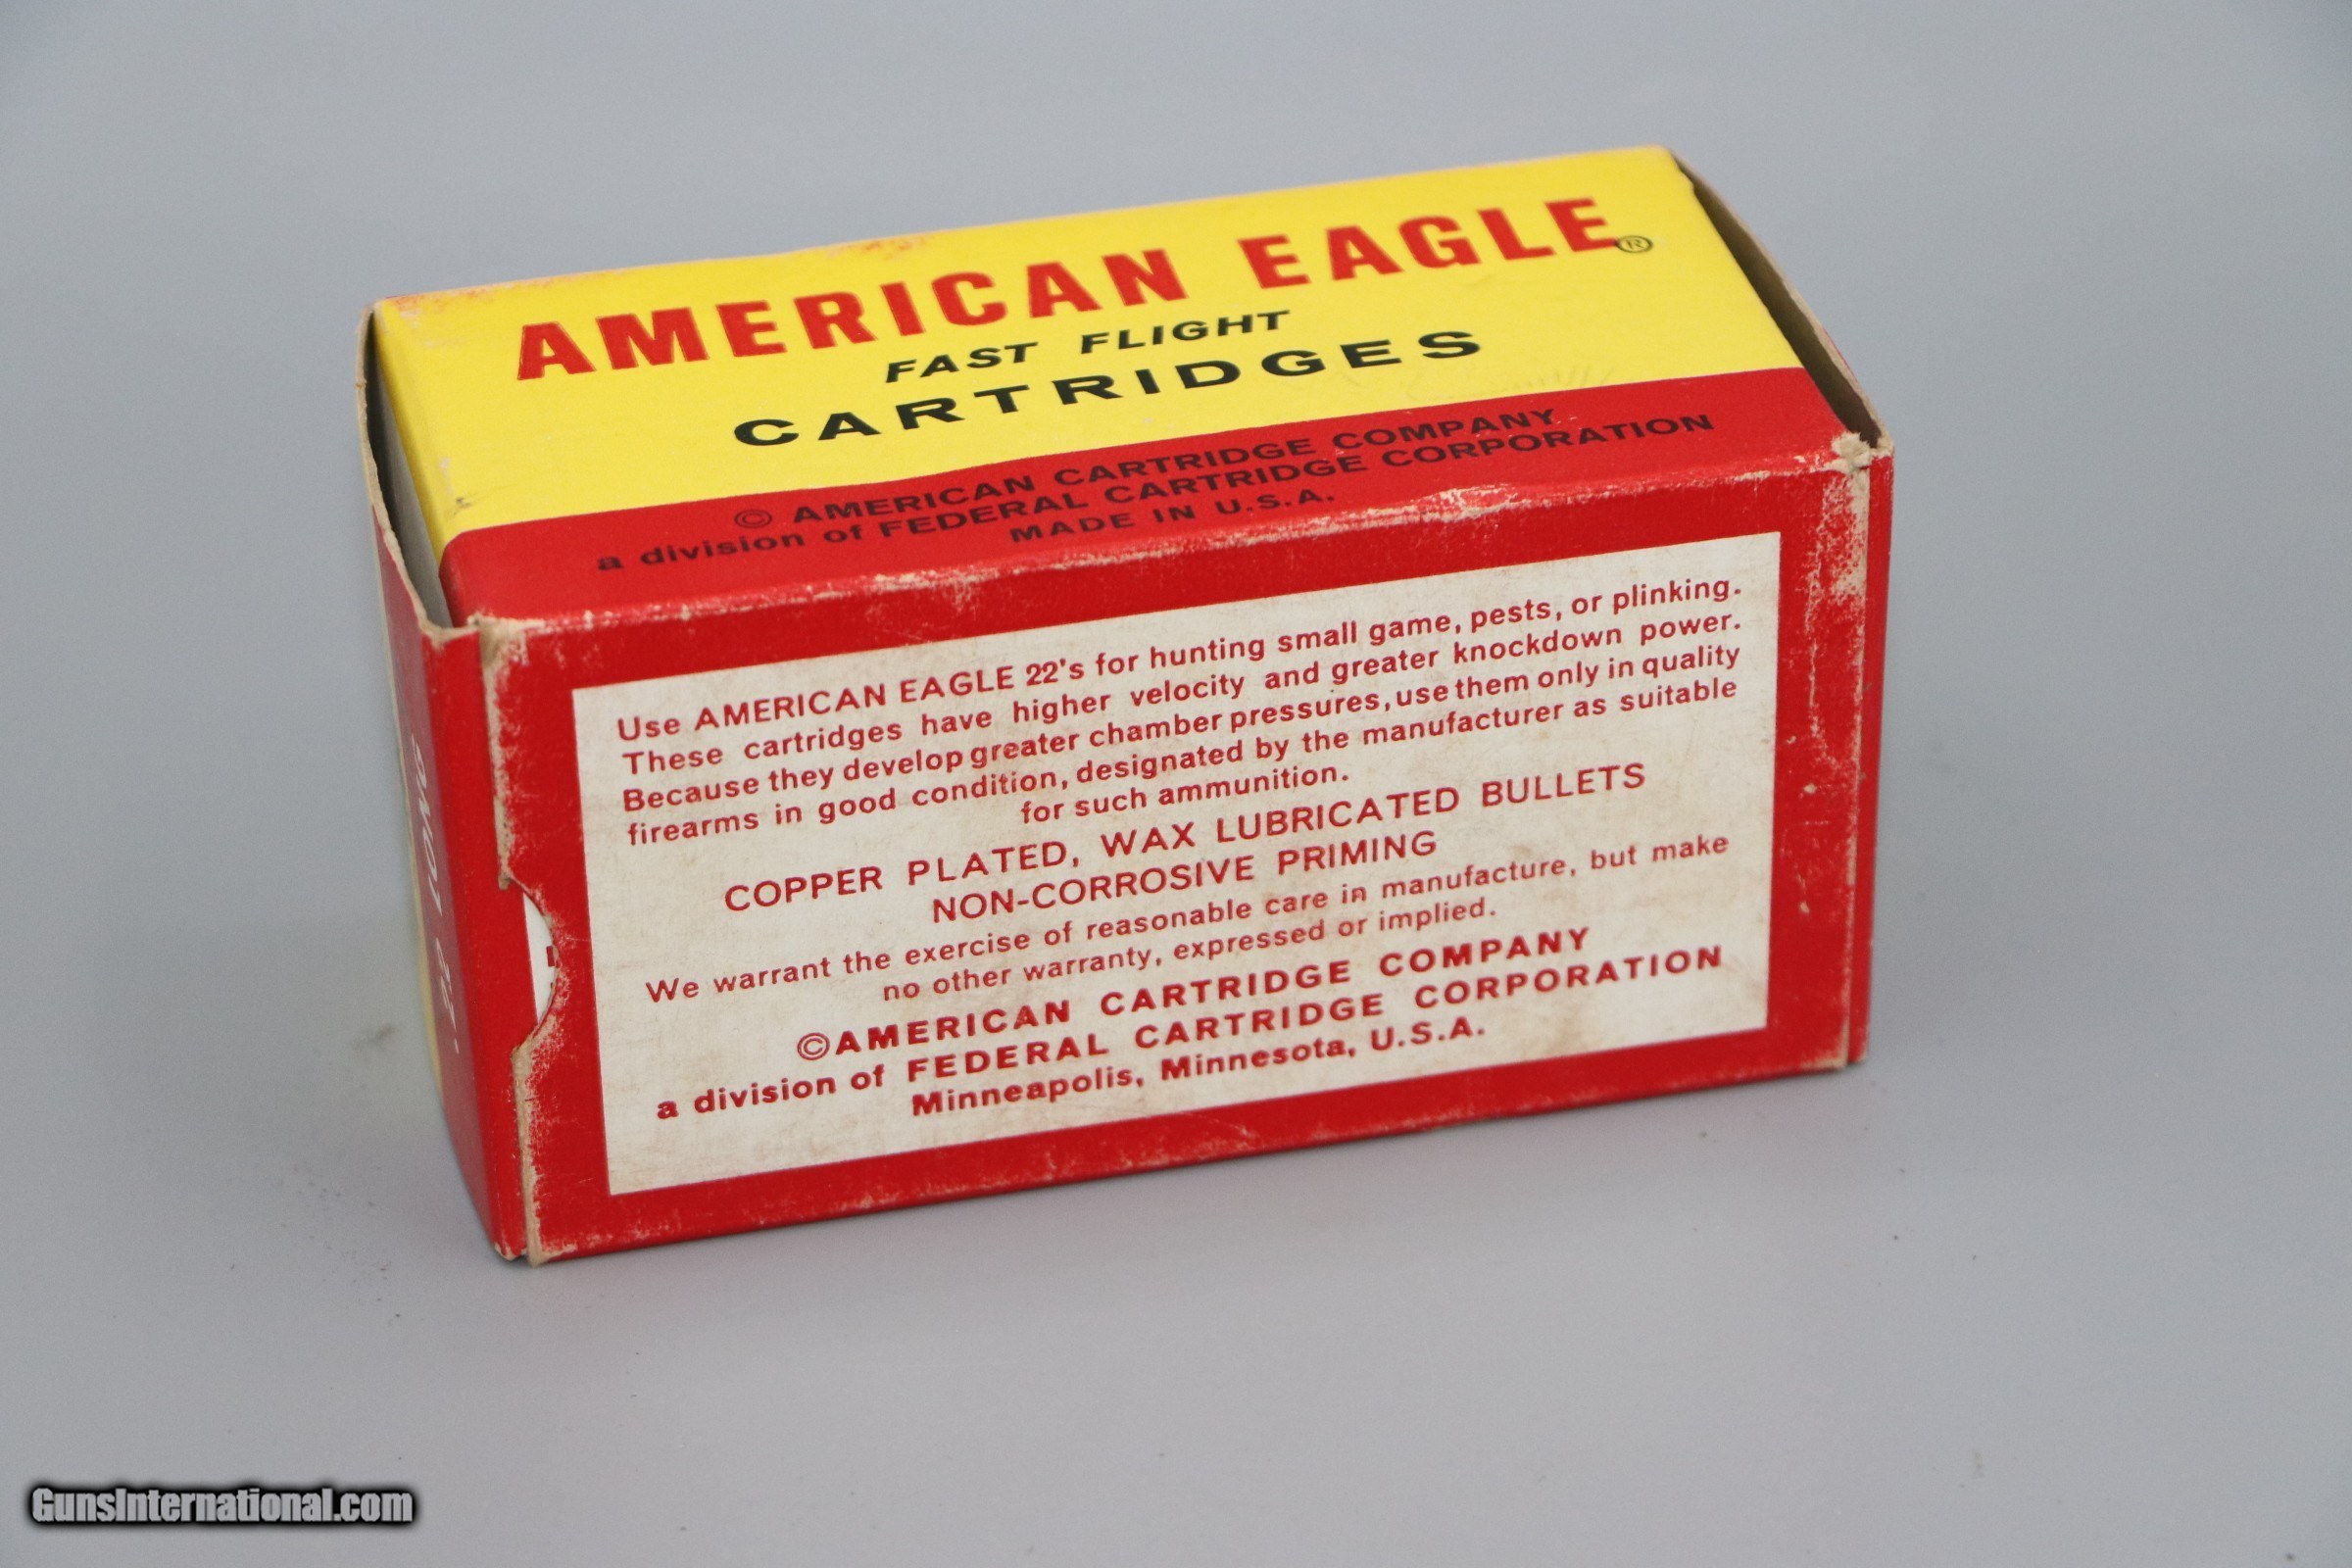 AMERICAN EAGLE®
FAST FLIGHT
CARTRIDGES
© AMERICAN CARTRIDGE COMPANY
a division of FEDERAL CARTRIDGE CORPORATION
MADE IN U.S.A.
Use AMERICAN EAGLE 22's for hunting small game, pests, or plinking.
These cartridges have higher velocity and greater knockdown power.
Because they develop greater chamber pressures, use them only in quality
firearms in good condition, designated by the manufacturer as suitable
for such ammunition.
COPPER PLATED, WAX LUBRICATED BULLETS
NON-CORROSIVE PRIMING
We warrant the exercise of reasonable care in manufacture, but make
no other warranty, expressed or implied.
©AMERICAN CARTRIDGE COMPANY
a division of FEDERAL CARTRIDGE CORPORATION
Minneapolis, Minnesota, U.S.A.
GunsInternational.com